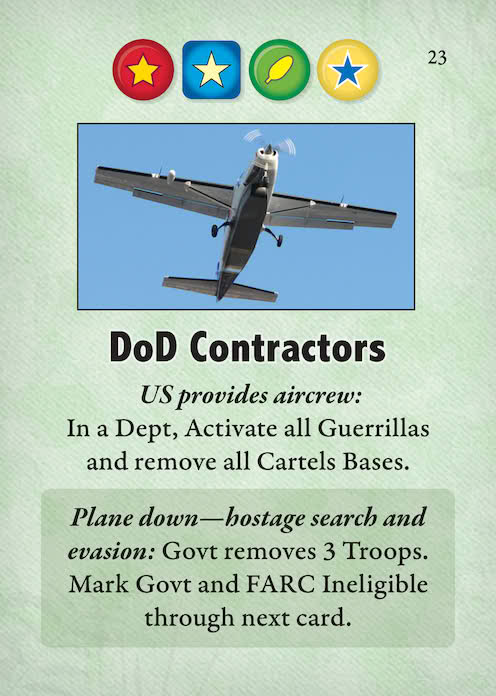 23
DoD Contractors
US provides aircrew:
In a Dept, Activate all Guerrillas
and remove all Cartels Bases.
Plane down—hostage search and
evasion: Govt removes 3 Troops.
Mark Govt and FARC Ineligible
through next card.